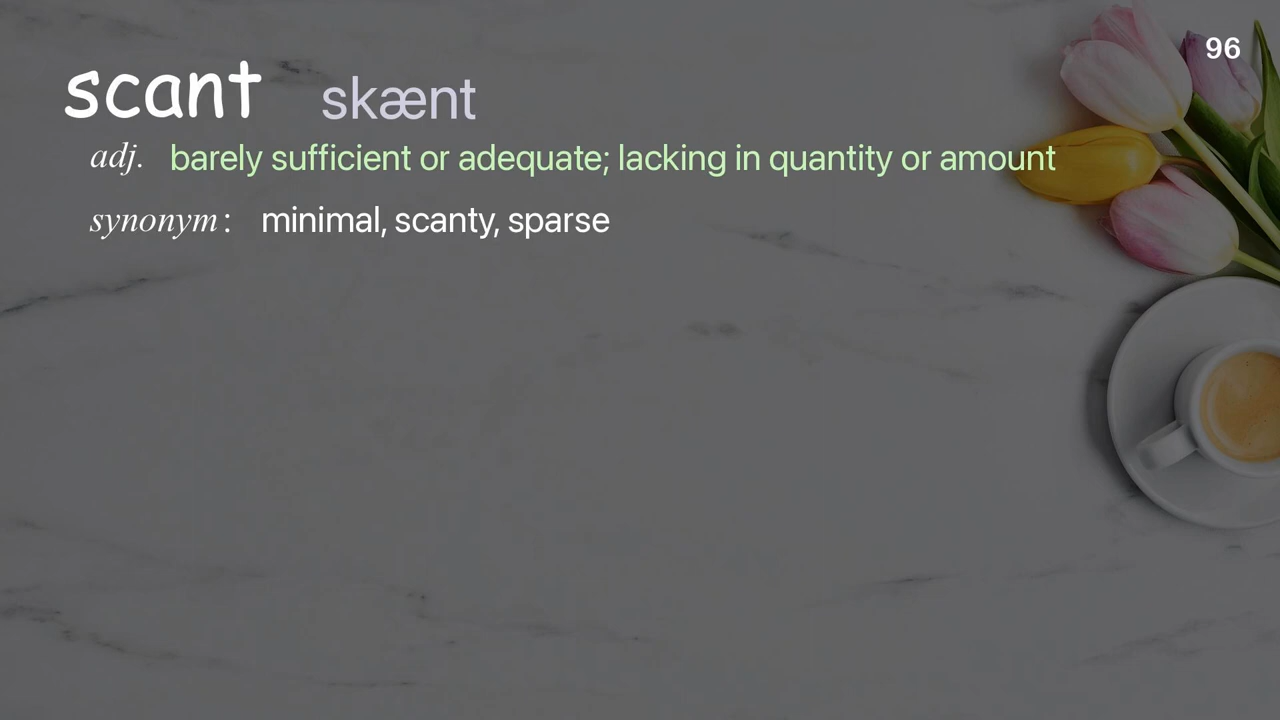 96
scant skænt
adj. barely sufficient or adequate; lacking in quantity or amount
synonym: minimal, scanty, sparse